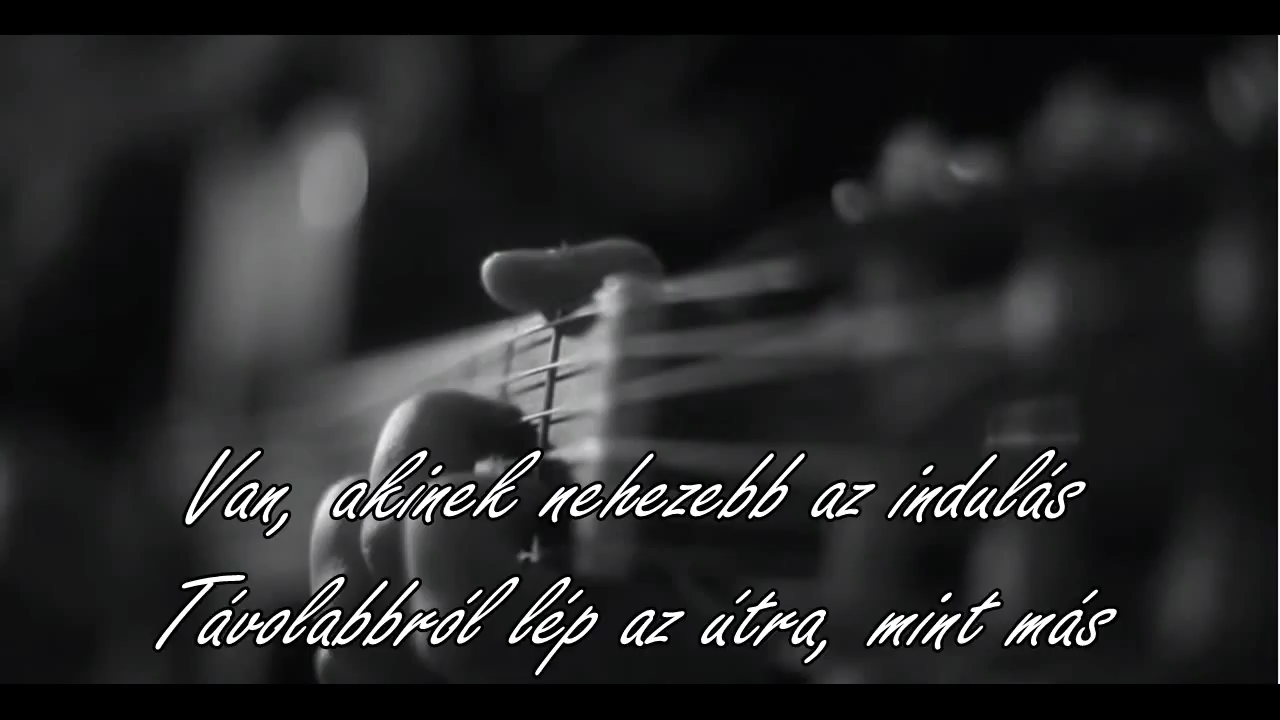 Van, akinek nehezebb az indulás
Távolabbról lép az útra, mint más